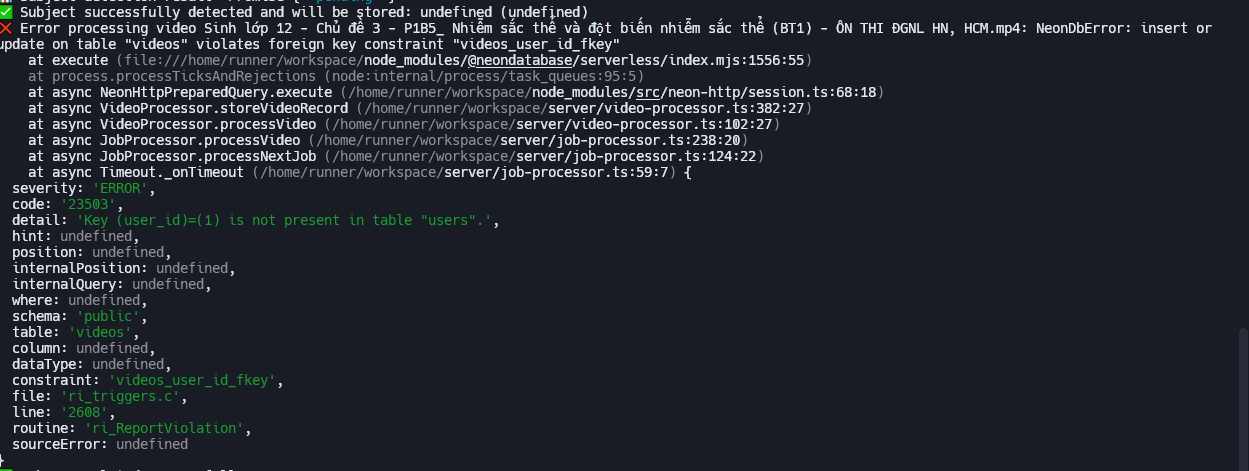 ✅ Subject successfully detected and will be stored: undefined (undefined)
❌ Error processing video Sinh lớp 12 - Chủ đề 3 - P1B5_ Nhiễm sắc thể và đột biến nhiễm sắc thể (BT1) - ÔN THI ĐGNL HN, HCM.mp4: NeonDbError: insert or
update on table "videos" violates foreign key constraint "videos_user_id_fkey"
at execute (file:///home/runner/workspace/node_modules/@neondatabase/serverless/index.mjs:1556:55)
at process.processTicksAndRejections (node:internal/process/task_queues:95:5)
at async NeonHttpPreparedQuery.execute (/home/runner/workspace/node_modules/src/neon-http/session.ts:68:18)
at async VideoProcessor.storeVideoRecord (/home/runner/workspace/server/video-processor.ts:382:27)
at async VideoProcessor.processVideo (/home/runner/workspace/server/video-processor.ts:102:27)
at async JobProcessor.processVideo (/home/runner/workspace/server/job-processor.ts:238:20)
at async JobProcessor.processNextJob (/home/runner/workspace/server/job-processor.ts:124:22)
at async Timeout._onTimeout (/home/runner/workspace/server/job-processor.ts:59:7) {
severity: 'ERROR',
code: '23503',
detail: 'Key (user_id)=(1) is not present in table "users".',
hint: undefined,
position: undefined,
internalPosition: undefined,
internalQuery: undefined,
where: undefined,
schema: 'public',
table: 'videos',
column: undefined,
dataType: undefined,
constraint: 'videos_user_id_fkey',
file: 'ri_triggers.c',
line: '2608',
routine: 'ri_ReportViolation',
sourceError: undefined
}